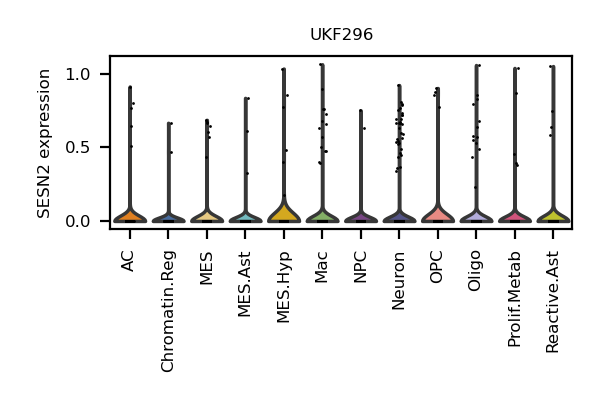 UKF296
SESN2 expression
1.0
0.5
0.0
AC
Chromatin.Reg
MES
MES.Ast
MES.Hyp
Mac
NPC
Neuron
OPC
Oligo
Prolif.Metab
Reactive.Ast